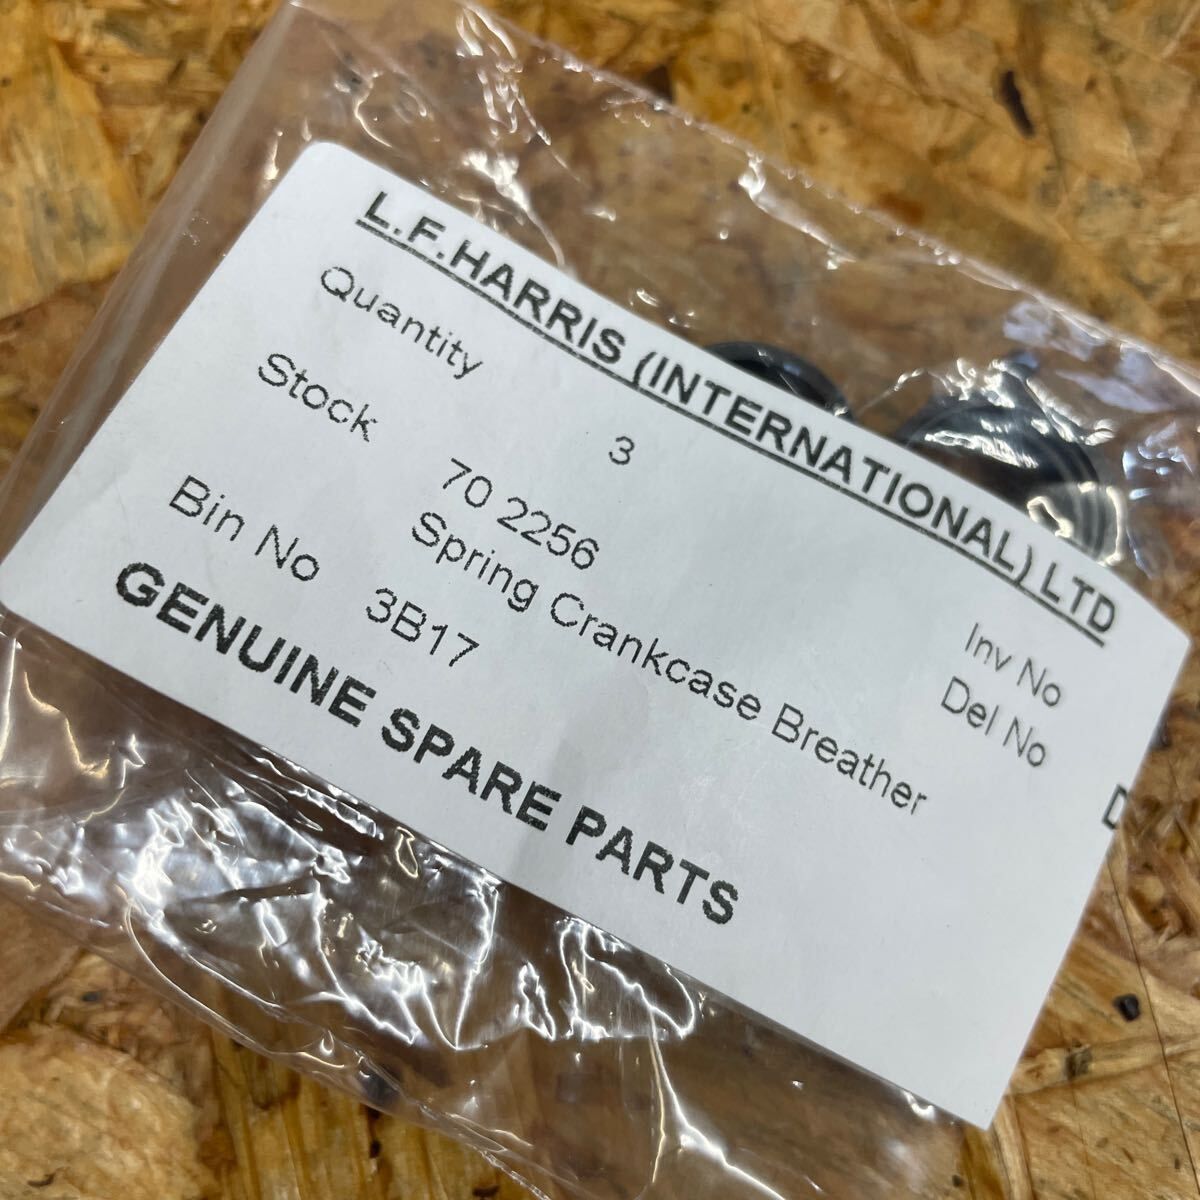 L.F.HARRIS (INTERNATIONAL) LTD
Quantity 3 Inv No
Stock 70 2256 Del No
Spring Crankcase Breather
Bin No 3B17
GENUINE SPARE PARTS